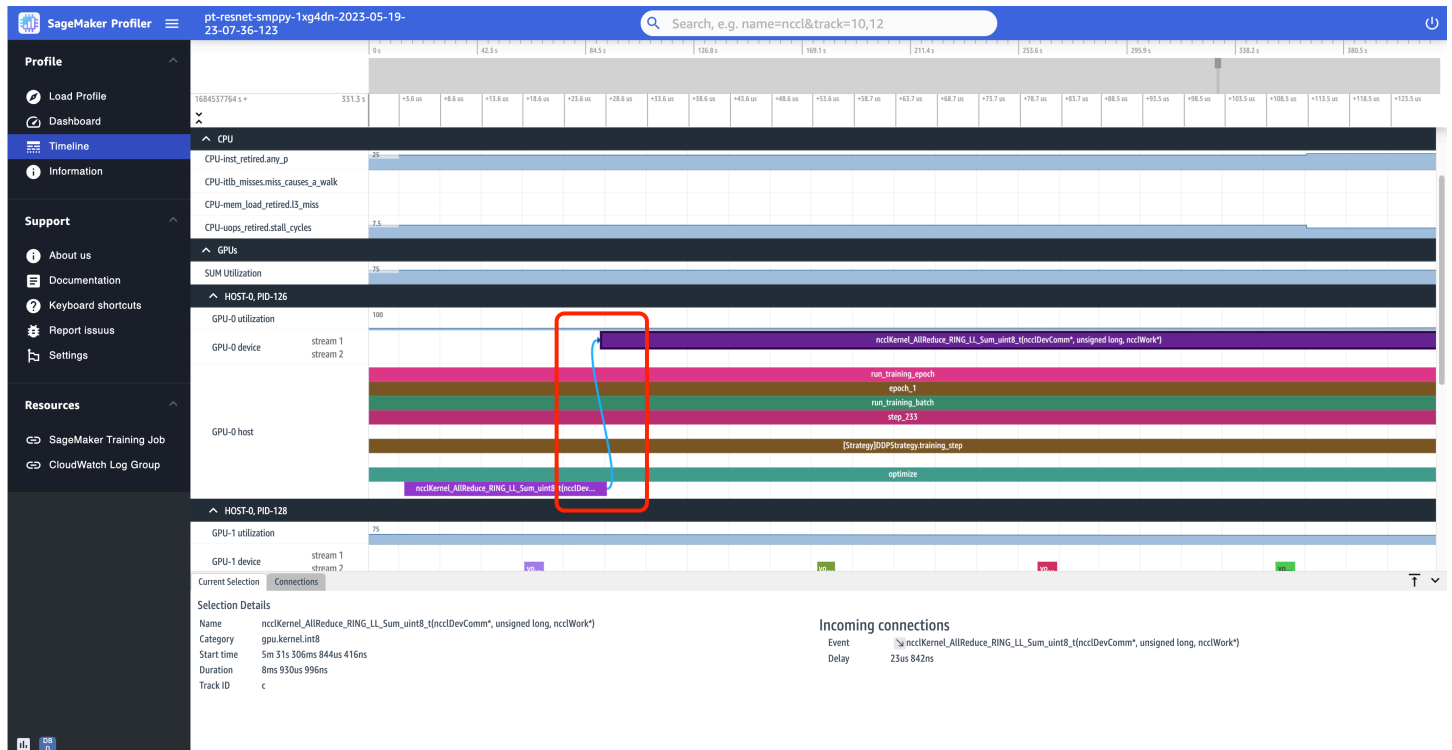 SageMaker Profiler
pt-resnet-smppy-1xg4dn-2023-05-19-
23-07-36-123
Search, e.g. name=nccl&track=10,12
Profile
Load Profile
Dashboard
Timeline
Information
Support
About us
Documentation
Keyboard shortcuts
Report issuus
Settings
Resources
SageMaker Training Job
CloudWatch Log Group
DB
0
0 s 42.3 s 84.5 s 126.8 s 169.1 s 211.4 s 253.6 s 295.9 s 338.2 s 380.5 s
1684537764 s + 331.3 s
+3.6 us +8.6 us +13.6 us +18.6 us +23.6 us +28.6 us +33.6 us +38.6 us +43.6 us +48.6 us +53.6 us +58.7 us +63.7 us +68.7 us +73.7 us +78.7 us +83.7 us +88.5 us +93.5 us +98.5 us +103.5 us +108.5 us +113.5 us +118.5 us +123.5 us
CPU
CPU-inst_retired.any_p 25
CPU-itlb_misses.miss_causes_a_walk
CPU-mem_load_retired.l3_miss
CPU-uops_retired.stall_cycles 7.5
GPUs
SUM Utilization 75
HOST-0, PID-126
GPU-0 utilization 100
GPU-0 device
stream 1
stream 2
ncclKernel_AllReduce_RING_LL_Sum_uint8_t(ncclDevComm*, unsigned long, ncclWork*)
GPU-0 host
run_training_epoch
epoch_1
run_training_batch
step_233
[Strategy]DDPStrategy.training_step
optimize
ncclKernel_AllReduce_RING_LL_Sum_uint8_t(ncclDev...
HOST-0, PID-128
GPU-1 utilization 75
GPU-1 device
stream 1
stream 2
vo... vo... vo... vo...
Current Selection Connections
Selection Details
Name ncclKernel_AllReduce_RING_LL_Sum_uint8_t(ncclDevComm*, unsigned long, ncclWork*)
Category gpu.kernel.int8
Start time 5m 31s 306ms 844us 416ns
Duration 8ms 930us 996ns
Track ID c
Incoming connections
Event ncclKernel_AllReduce_RING_LL_Sum_uint8_t(ncclDevComm*, unsigned long, ncclWork*)
Delay 23us 842ns